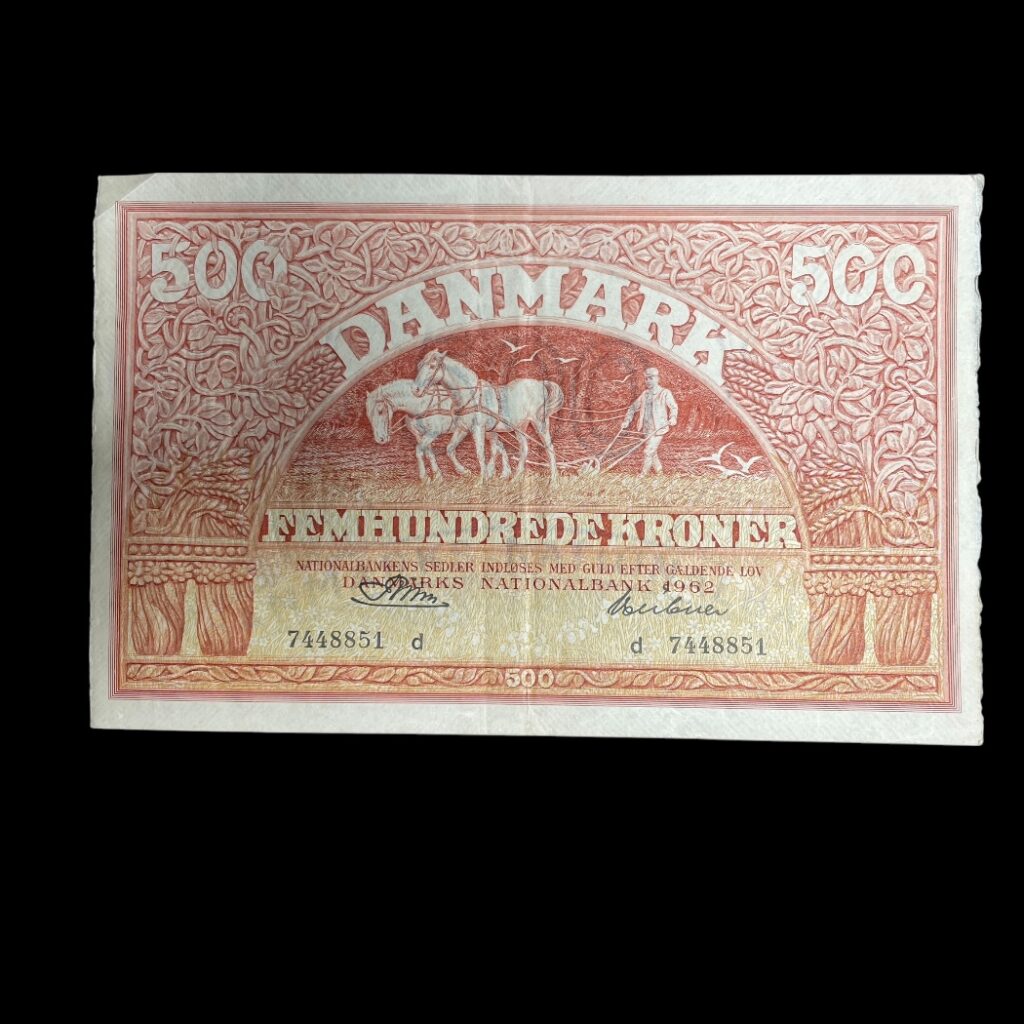 500 500
DANMARK
FEMHUNDREDE KRONER
NATIONALBANKENS SEDLER INDLØSES MED GULD EFTER GÆLDENDE LOV
DANMARKS NATIONALBANK 1962
7448851 d d 7448851
500